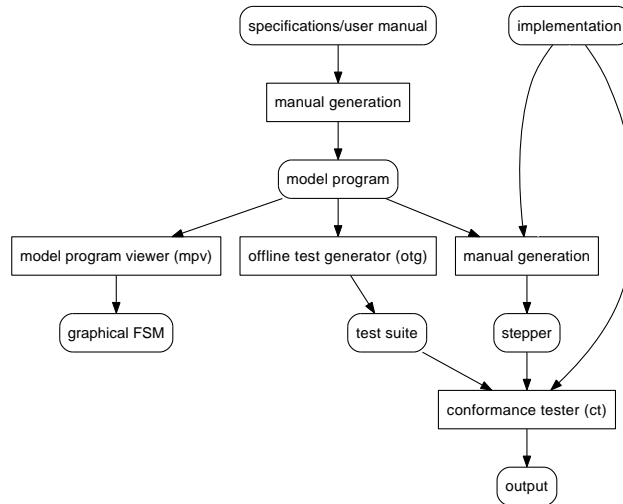 specifications/user manual
implementation
manual generation
model program
model program viewer (mpv)
offline test generator (otg)
manual generation
graphical FSM
test suite
stepper
conformance tester (ct)
output